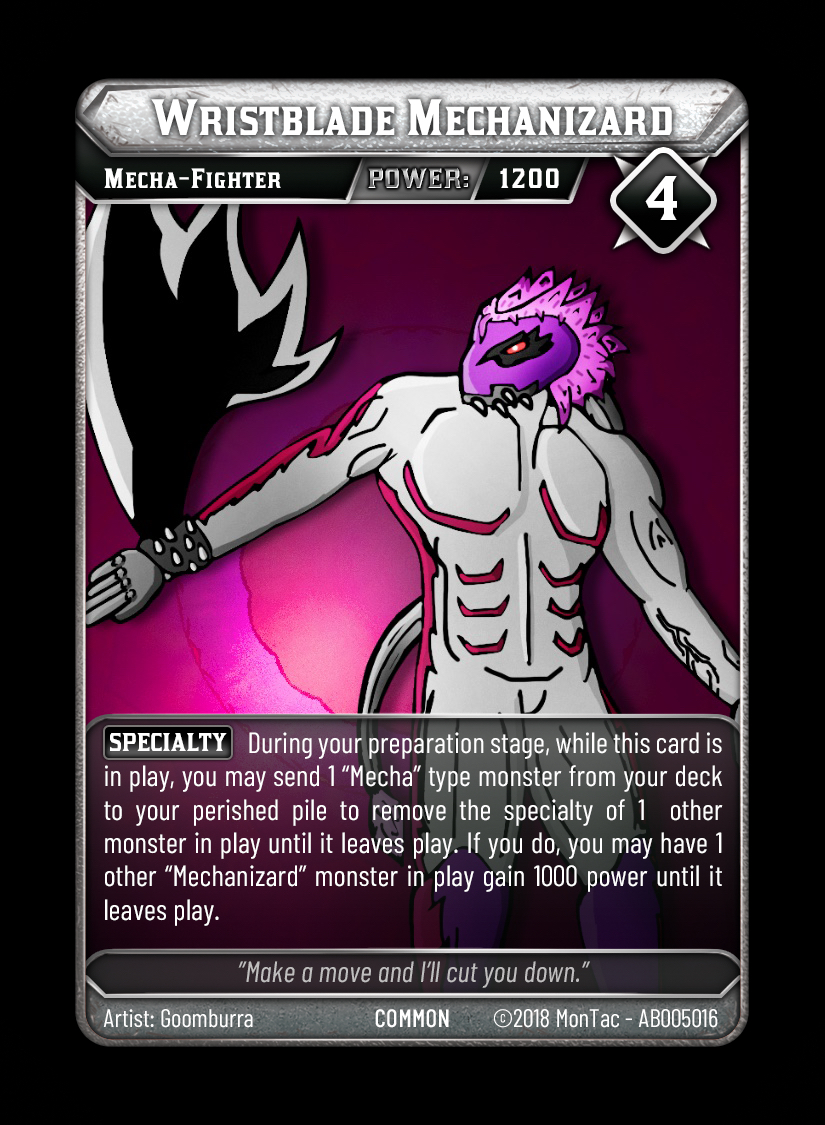 Wristblade Mechanizard
Mecha-Fighter POWER: 1200
4
SPECIALTY During your preparation stage, while this card is
in play, you may send 1 “Mecha” type monster from your deck
to your perished pile to remove the specialty of 1 other
monster in play until it leaves play. If you do, you may have 1
other “Mechanizard” monster in play gain 1000 power until it
leaves play.
“Make a move and I’ll cut you down.”
Artist: Goomburra COMMON ©2018 MonTac - AB005016